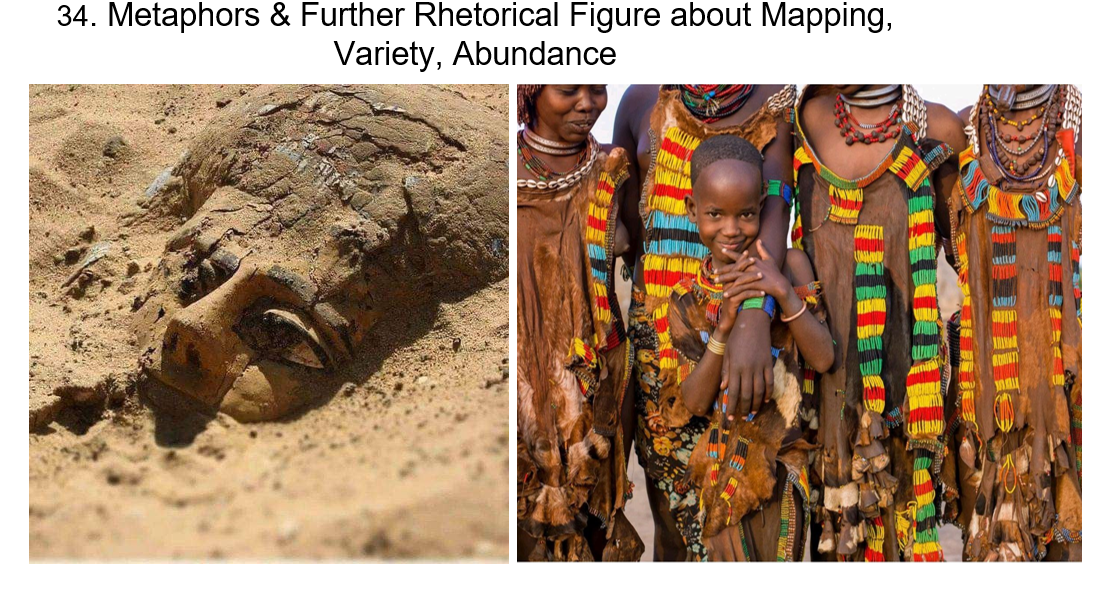 34. Metaphors & Further Rhetorical Figure about Mapping,
Variety, Abundance